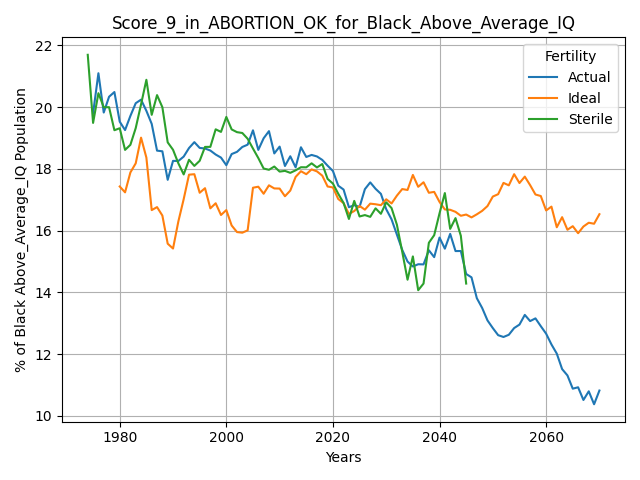 Score_9_in_ABORTION_OK_for_Black_Above_Average_IQ
% of Black Above_Average_IQ Population
22
20
18
16
14
12
10
Fertility
Actual
Ideal
Sterile
1980
2000
2020
2040
2060
Years